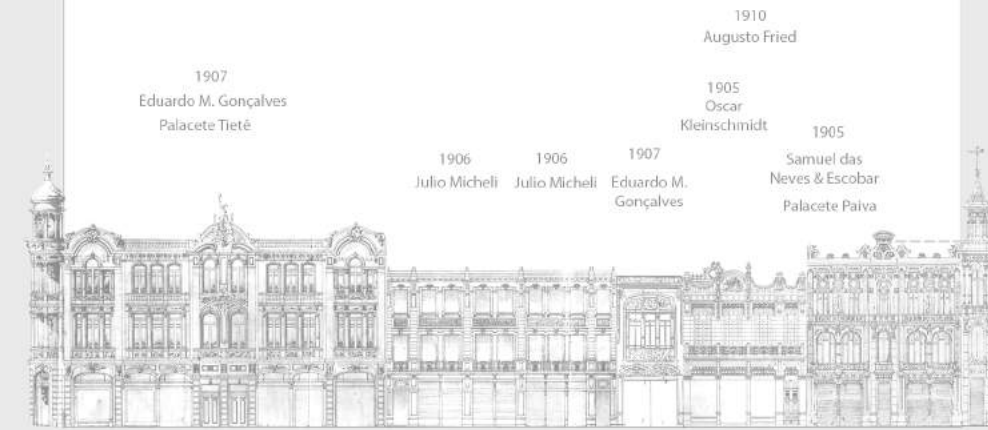 1907
Eduardo M. Gonçalves
Palacete Tietê
1906
Julio Micheli
1906
Julio Micheli
1907
Eduardo M.
Gonçalves
1910
Augusto Fried
1905
Oscar
Kleinschmidt
1905
Samuel das
Neves & Escobar
Palacete Paiva